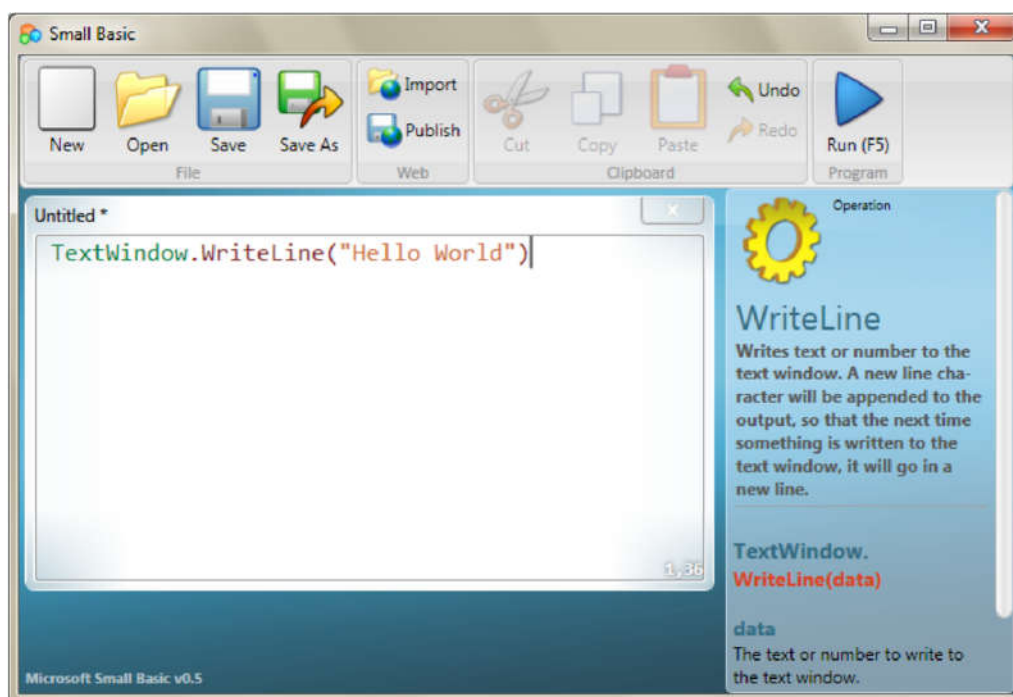 Small Basic
New Open Save Save As
File
Import
Publish
Web
Cut Copy Paste
Undo
Redo
Clipboard
Run (F5)
Program
Untitled *
TextWindow.WriteLine("Hello World")
1,36
Microsoft Small Basic v0.5
Operation
WriteLine
Writes text or number to the
text window. A new line cha-
racter will be appended to the
output, so that the next time
something is written to the
text window, it will go in a
new line.
TextWindow.
WriteLine(data)
data
The text or number to write to
the text window.